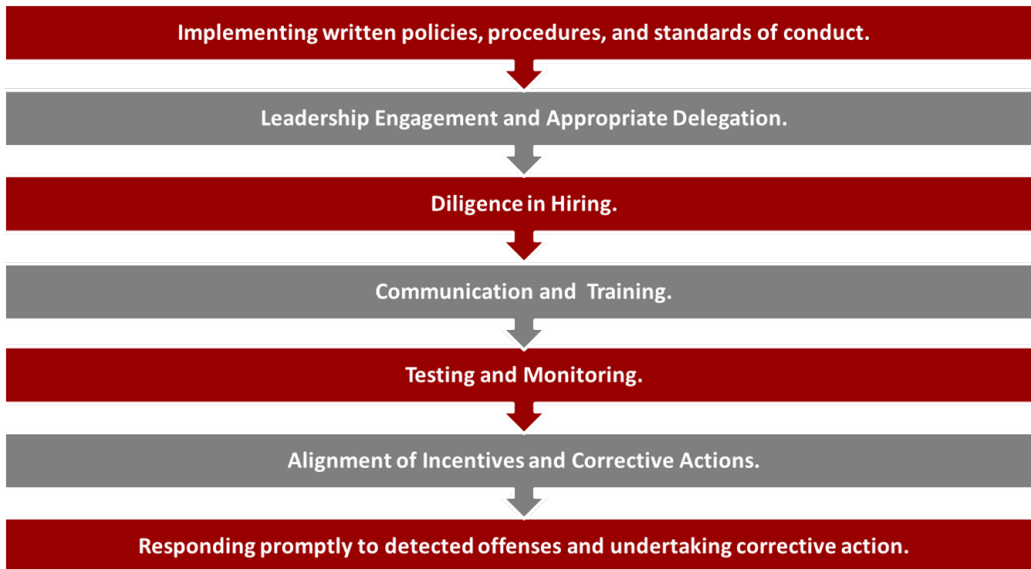 Implementing written policies, procedures, and standards of conduct.
Leadership Engagement and Appropriate Delegation.
Diligence in Hiring.
Communication and  Training.
Testing and Monitoring.
Alignment of Incentives and Corrective Actions.
Responding promptly to detected offenses and undertaking corrective action.